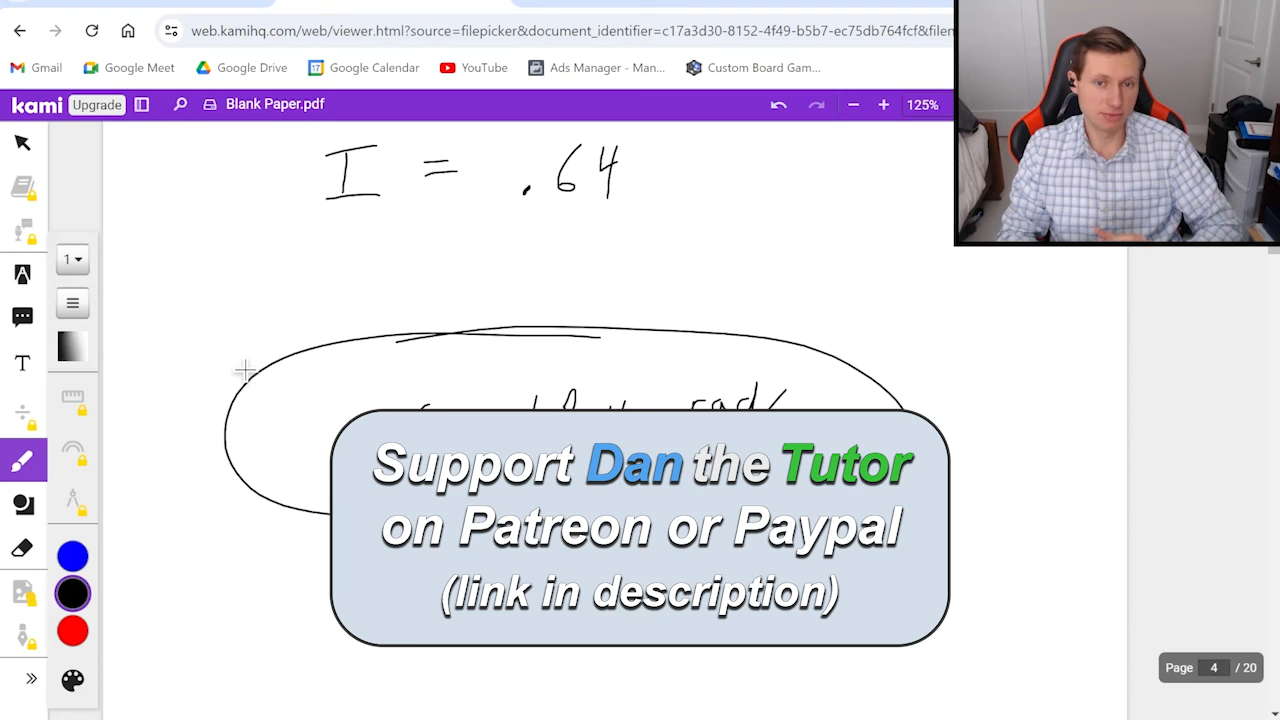 web.kamihq.com/web/viewer.html?source=filepicker&document_identifier=c17a3d30-8152-4f49-b5b7-ec75db764fcf&filen
Gmail Google Meet Google Drive Google Calendar YouTube Ads Manager - Man... Custom Board Gam...
kami Upgrade Blank Paper.pdf 125%
I = .64
1
rad/
T
Support Dan the Tutor
on Patreon or Paypal
(link in description)
Page 4 / 20